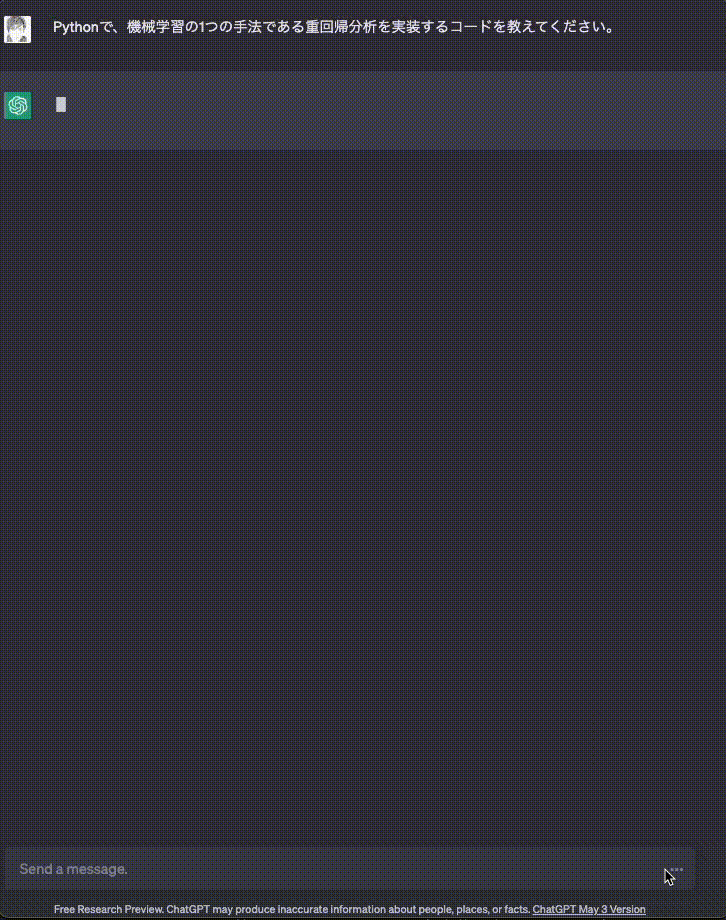 Pythonで、機械学習の1つの手法である重回帰分析を実装するコードを教えてください。
Send a message.
Free Research Preview. ChatGPT may produce inaccurate information about people, places, or facts. ChatGPT May 3 Version